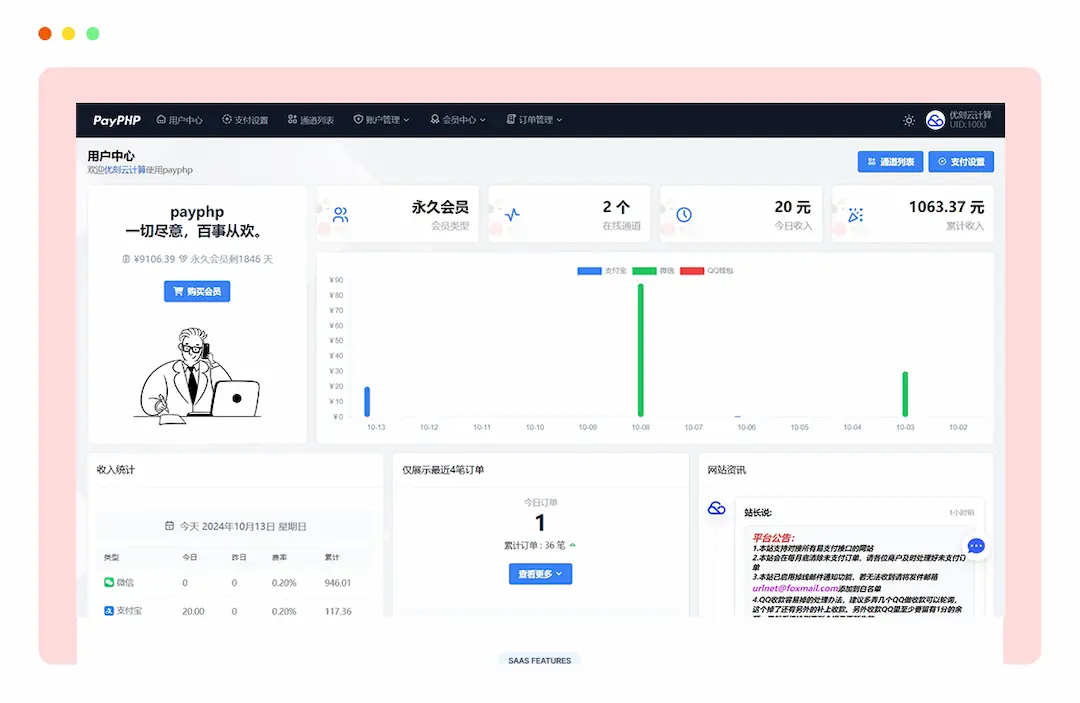 PayPHP 用户中心 支付设置 通道列表 账户管理 会员中心 订单管理 优刻云计算
UID:1000
用户中心
欢迎优刻云计算使用payphp
通道列表 支付设置
payphp
一切尽意，百事从欢。
¥9106.39 永久会员剩1846 天
购买会员
永久会员
会员类型
2 个
在线通道
20 元
今日收入
1063.37 元
累计收入
支付宝 微信 QQ钱包
¥90
¥80
¥70
¥60
¥50
¥40
¥30
¥20
¥10
¥0
10-13 10-12 10-11 10-10 10-09 10-08 10-07 10-06 10-05 10-04 10-03 10-02
收入统计
今天 2024年10月13日 星期日
类型 今日 昨日 费率 累计
微信 0 0 0.20% 946.01
支付宝 20.00 0 0.20% 117.36
仅展示最近4笔订单
今日订单
1
累计订单 : 36 笔
查看更多
网站资讯
站长说: 1小时前
平台公告：
1.本站支持对接所有易支付接口的网站
2.本站会在每月底清除未支付订单，请各位商户及时处理好未支付订
单
3.本站已启用掉线邮件通知功能，若无法收到请将发件邮箱
urlnet@foxmail.com添加到白名单
4.QQ收款容易掉的处理办法，建议多弄几个QQ做收款可以轮询，
这个掉了还有另外的补上收款。另外收款QQ里至少要留有1分的余
SAAS FEATURES